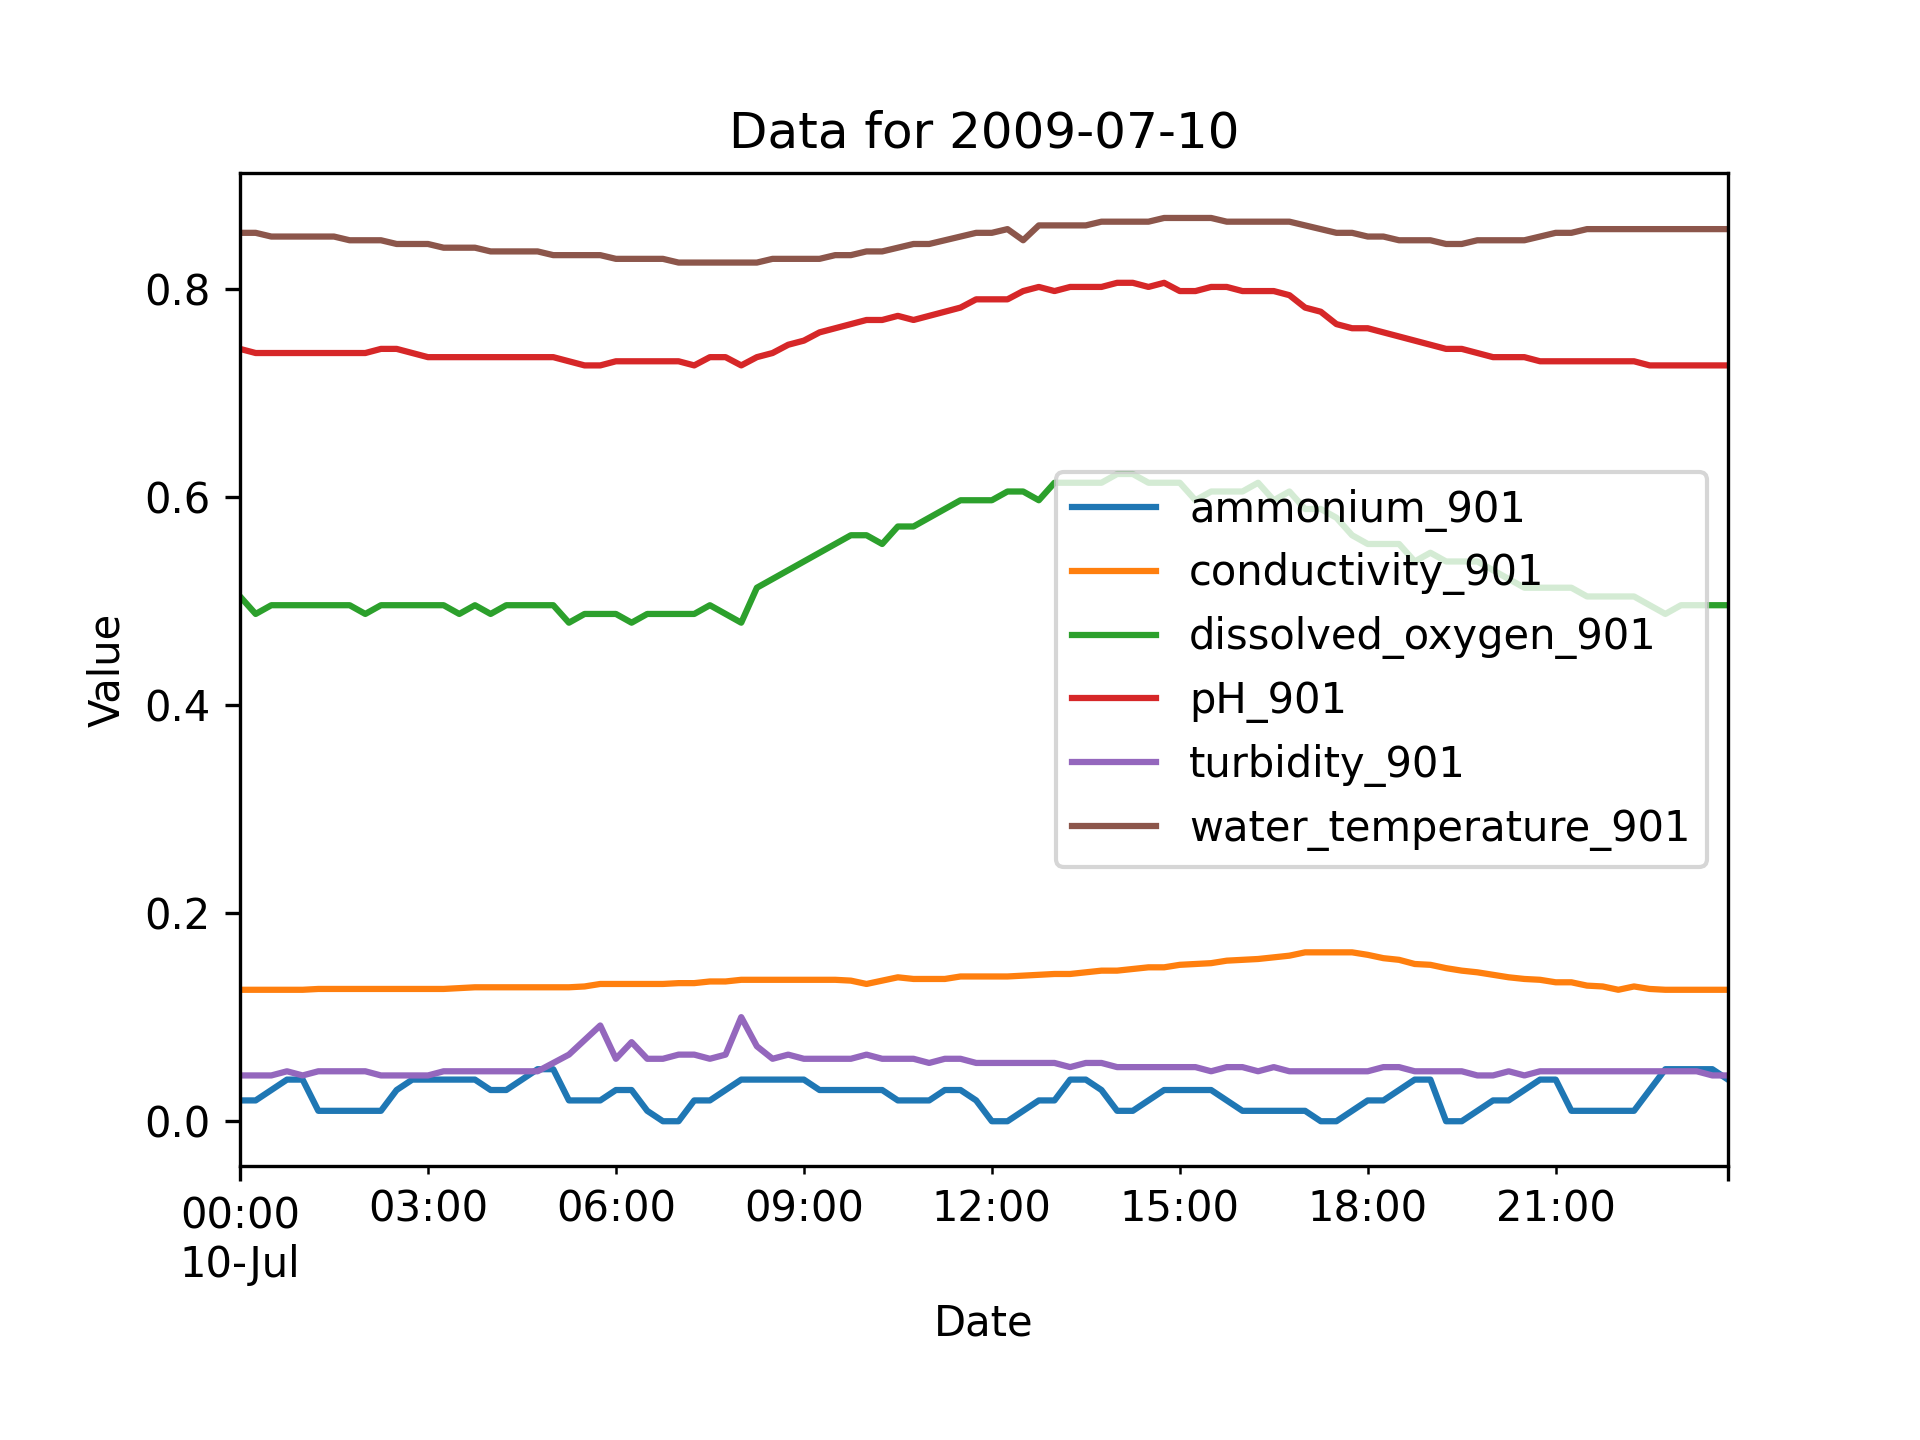 Data for 2009-07-10
Value
0.8
0.6
0.4
0.2
0.0
ammonium_901
conductivity_901
dissolved_oxygen_901
pH_901
turbidity_901
water_temperature_901
00:00 03:00 06:00 09:00 12:00 15:00 18:00 21:00
10-Jul
Date